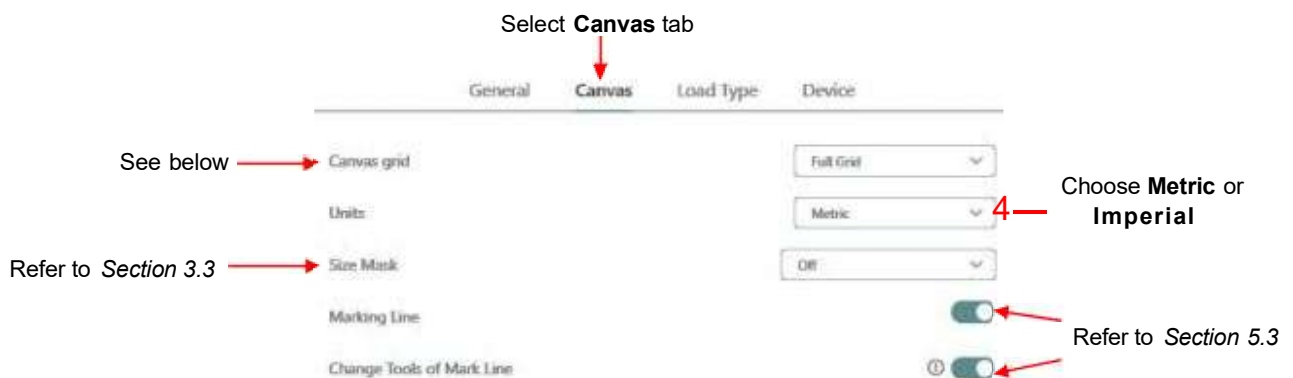 Select Canvas tab
General Canvas Load Type Device
See below Canvas grid Full Grid
Choose Metric or
Units Metric 4 Imperial
Refer to Section 3.3 Size Mask Off
Marking Line
Refer to Section 5.3
Change Tools of Mark Line